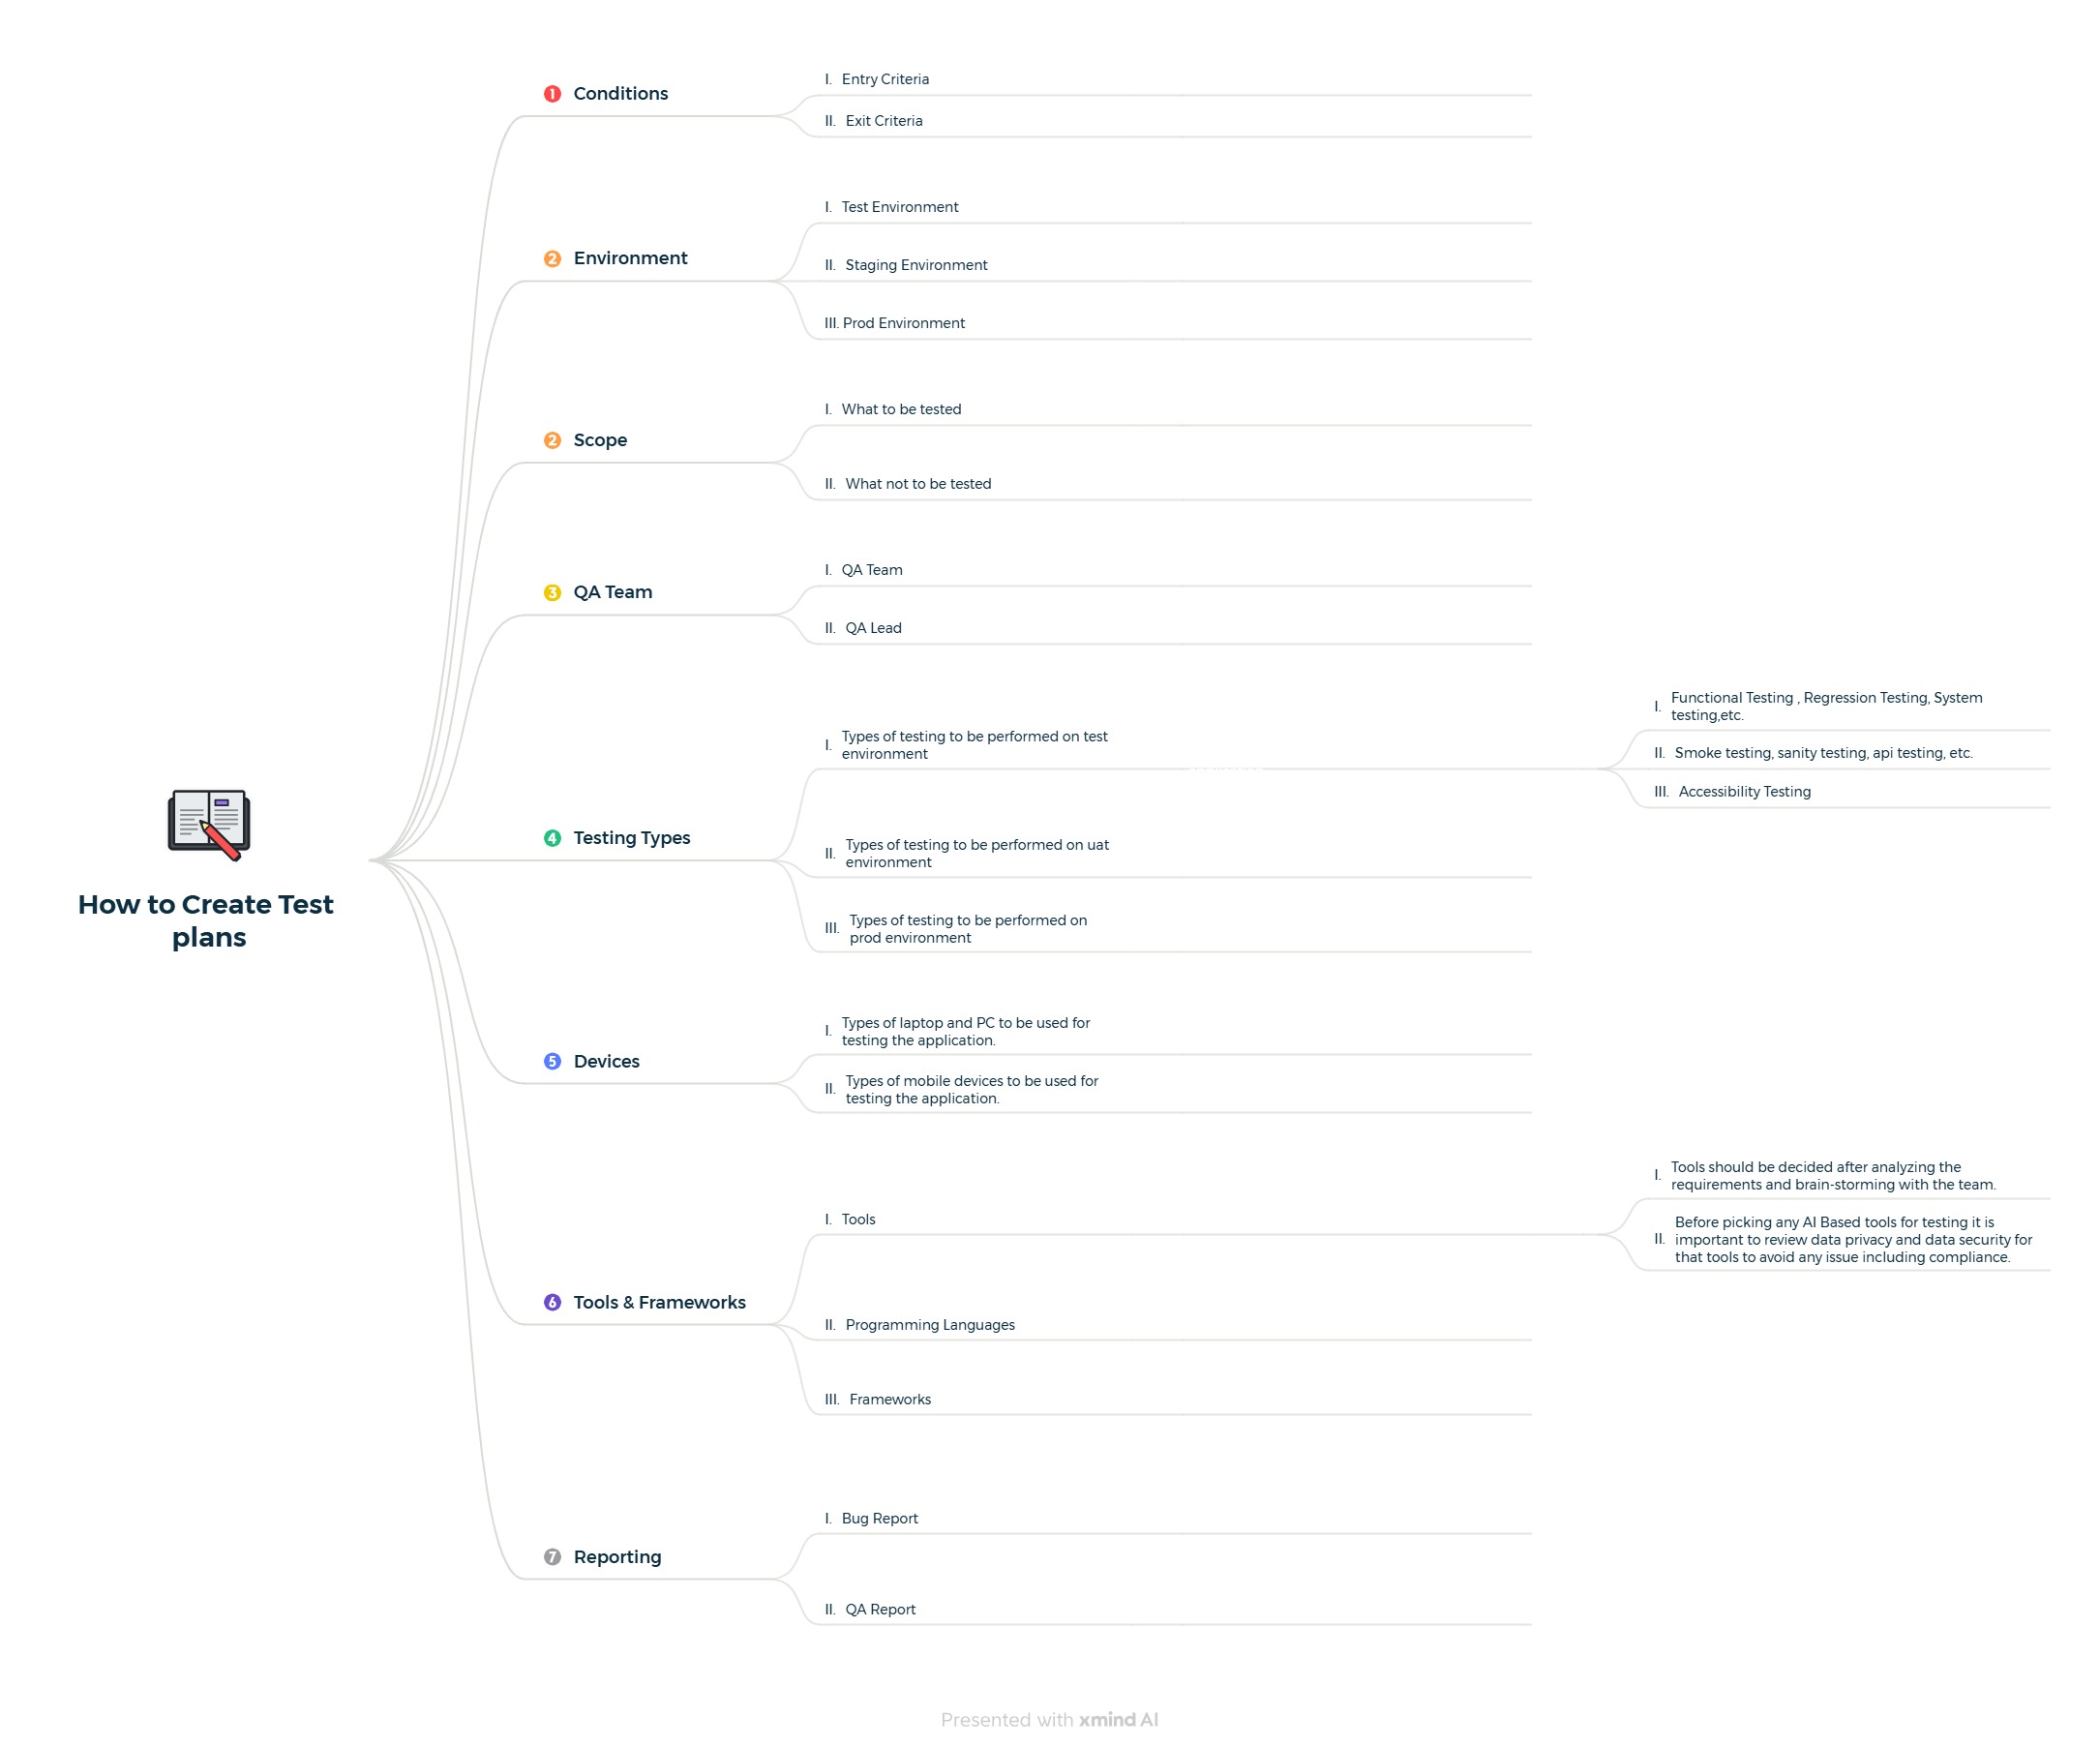 How to Create Test
plans
1 Conditions
I. Entry Criteria
II. Exit Criteria
2 Environment
I. Test Environment
II. Staging Environment
III. Prod Environment
2 Scope
I. What to be tested
II. What not to be tested
3 QA Team
I. QA Team
II. QA Lead
4 Testing Types
I. Types of testing to be performed on test
environment
I. Functional Testing , Regression Testing, System
testing,etc.
II. Smoke testing, sanity testing, api testing, etc.
III. Accessibility Testing
II. Types of testing to be performed on uat
environment
III. Types of testing to be performed on
prod environment
5 Devices
I. Types of laptop and PC to be used for
testing the application.
II. Types of mobile devices to be used for
testing the application.
6 Tools & Frameworks
I. Tools
I. Tools should be decided after analyzing the
requirements and brain-storming with the team.
II. Before picking any AI Based tools for testing it is
important to review data privacy and data security for
that tools to avoid any issue including compliance.
II. Programming Languages
III. Frameworks
7 Reporting
I. Bug Report
II. QA Report
Presented with xmind AI